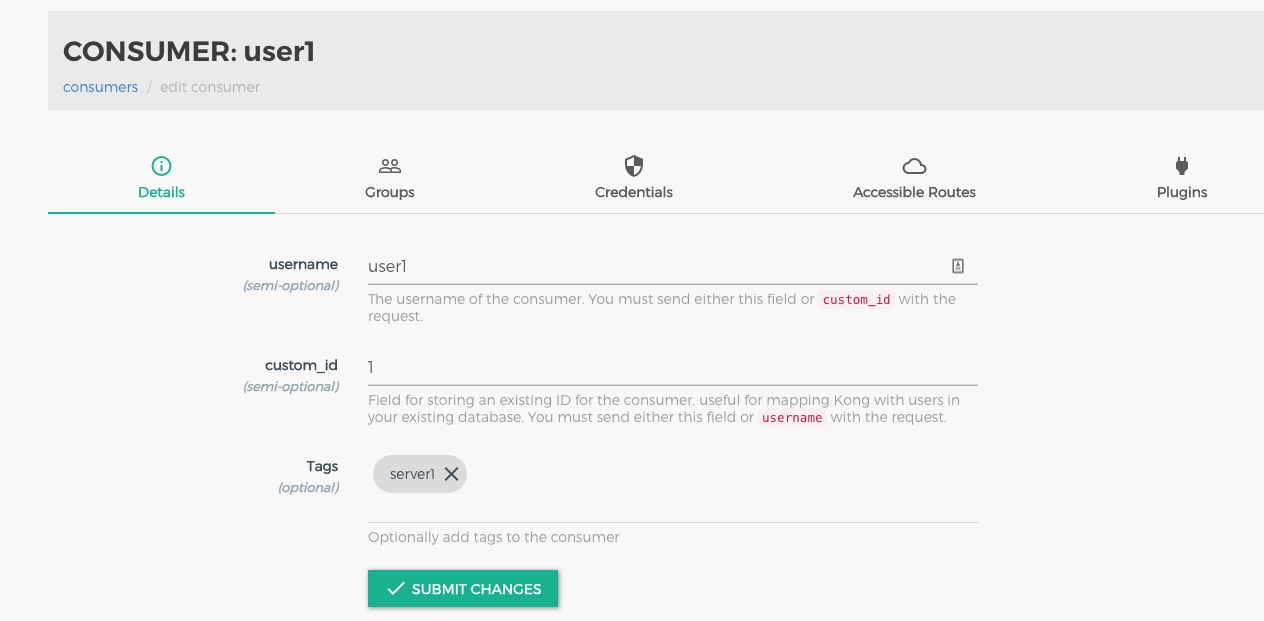 CONSUMER: user1
consumers / edit consumer
Details Groups Credentials Accessible Routes Plugins
username user1
(semi-optional)
The username of the consumer. You must send either this field or custom_id with the
request.
custom_id 1
(semi-optional)
Field for storing an existing ID for the consumer, useful for mapping Kong with users in
your existing database. You must send either this field or username with the request.
Tags server1
(optional)
Optionally add tags to the consumer
SUBMIT CHANGES